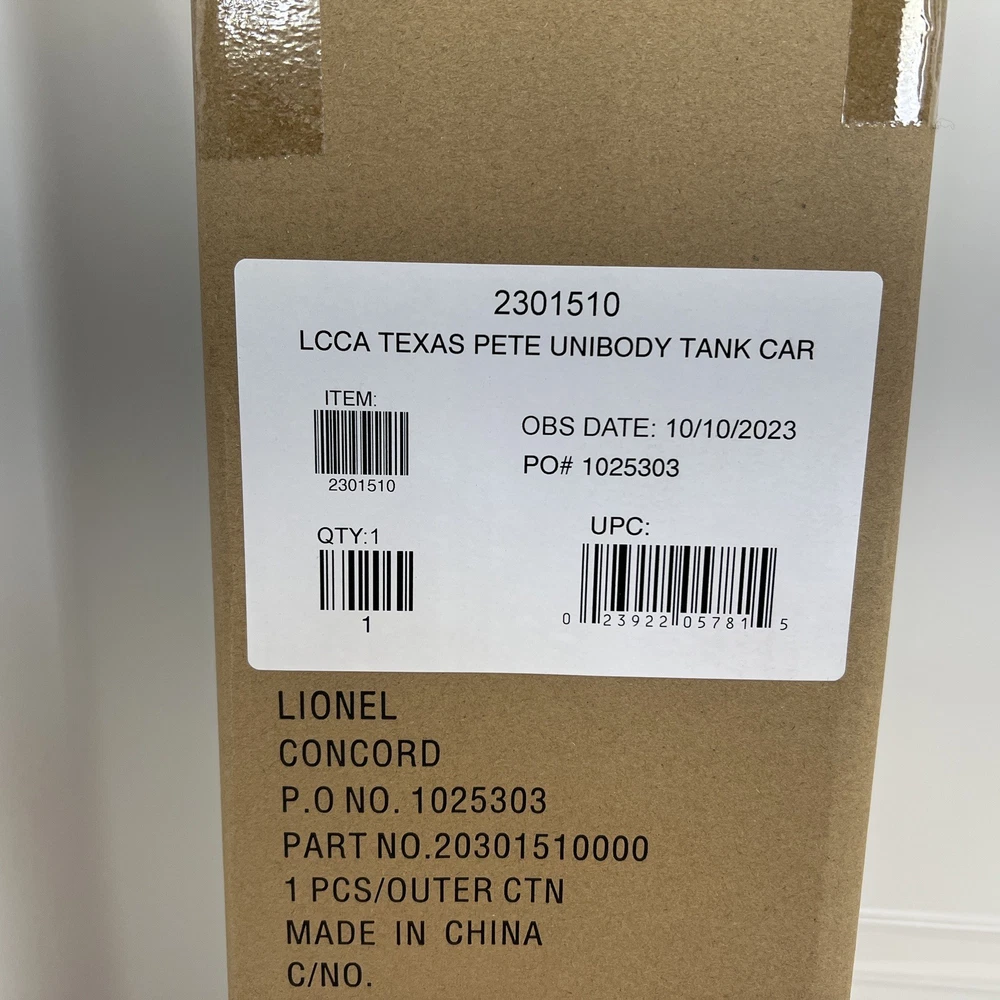 2301510
LCCA TEXAS PETE UNIBODY TANK CAR
ITEM:
2301510
OBS DATE: 10/10/2023
PO# 1025303
QTY:1
1
UPC:
0 23922 05781 5
LIONEL
CONCORD
P.O NO. 1025303
PART NO.20301510000
1 PCS/OUTER CTN
MADE IN CHINA
C/NO.